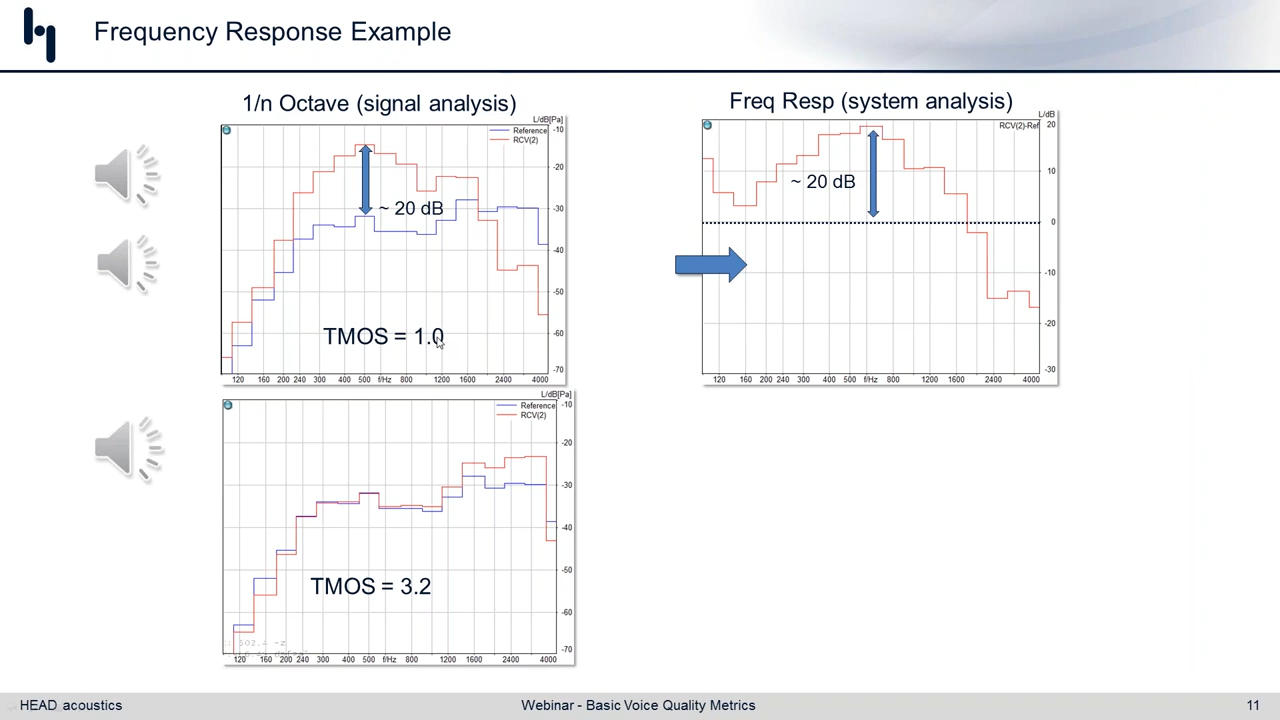 Frequency Response Example
1/n Octave (signal analysis)
L/dB[Pa]
Reference
RCV(2)
-10
-20
-30
-40
-50
-60
-70
~ 20 dB
TMOS = 1.0
120 160 200 240 300 400 500 f/Hz 800 1200 1600 2400 4000
Freq Resp (system analysis)
L/dB
RCV(2)-Ref
20
10
0
-10
-20
-30
~ 20 dB
120 160 200 240 300 400 500 f/Hz 800 1200 1600 2400 4000
L/dB[Pa]
Reference
RCV(2)
-10
-20
-30
-40
-50
-60
-70
TMOS = 3.2
120 160 200 240 300 400 500 f/Hz 800 1200 1600 2400 4000
HEAD acoustics
Webinar - Basic Voice Quality Metrics
11